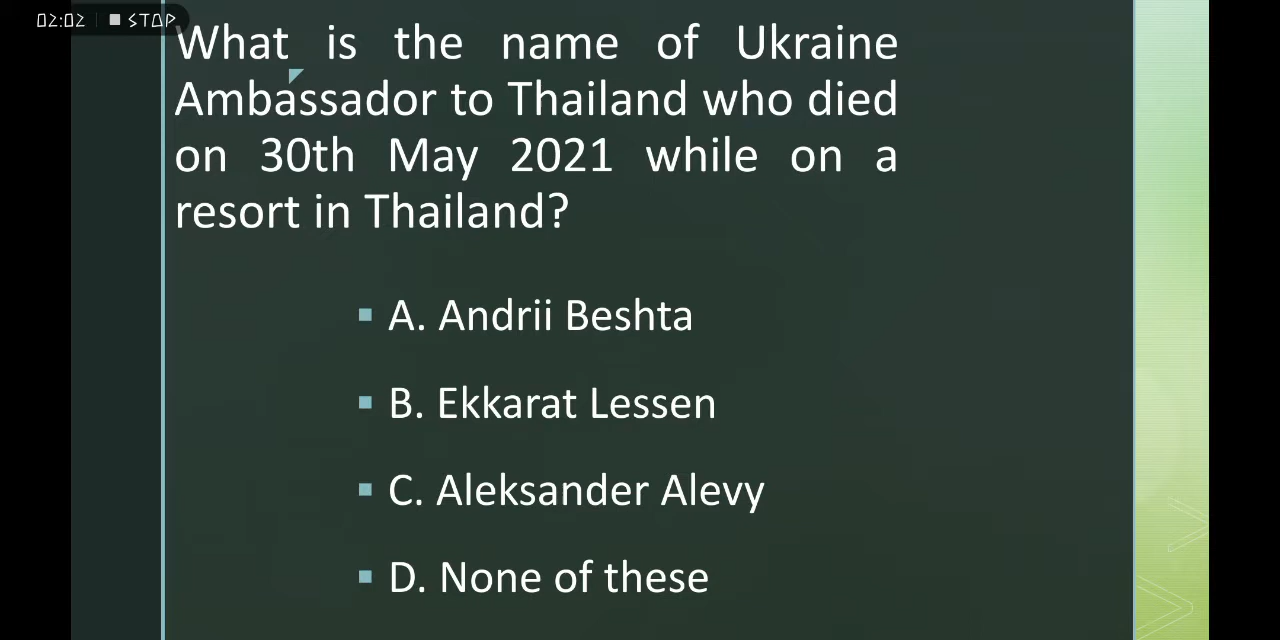 02:02 STOP
What is the name of Ukraine
Ambassador to Thailand who died
on 30th May 2021 while on a
resort in Thailand?
A. Andrii Beshta
B. Ekkarat Lessen
C. Aleksander Alevy
D. None of these